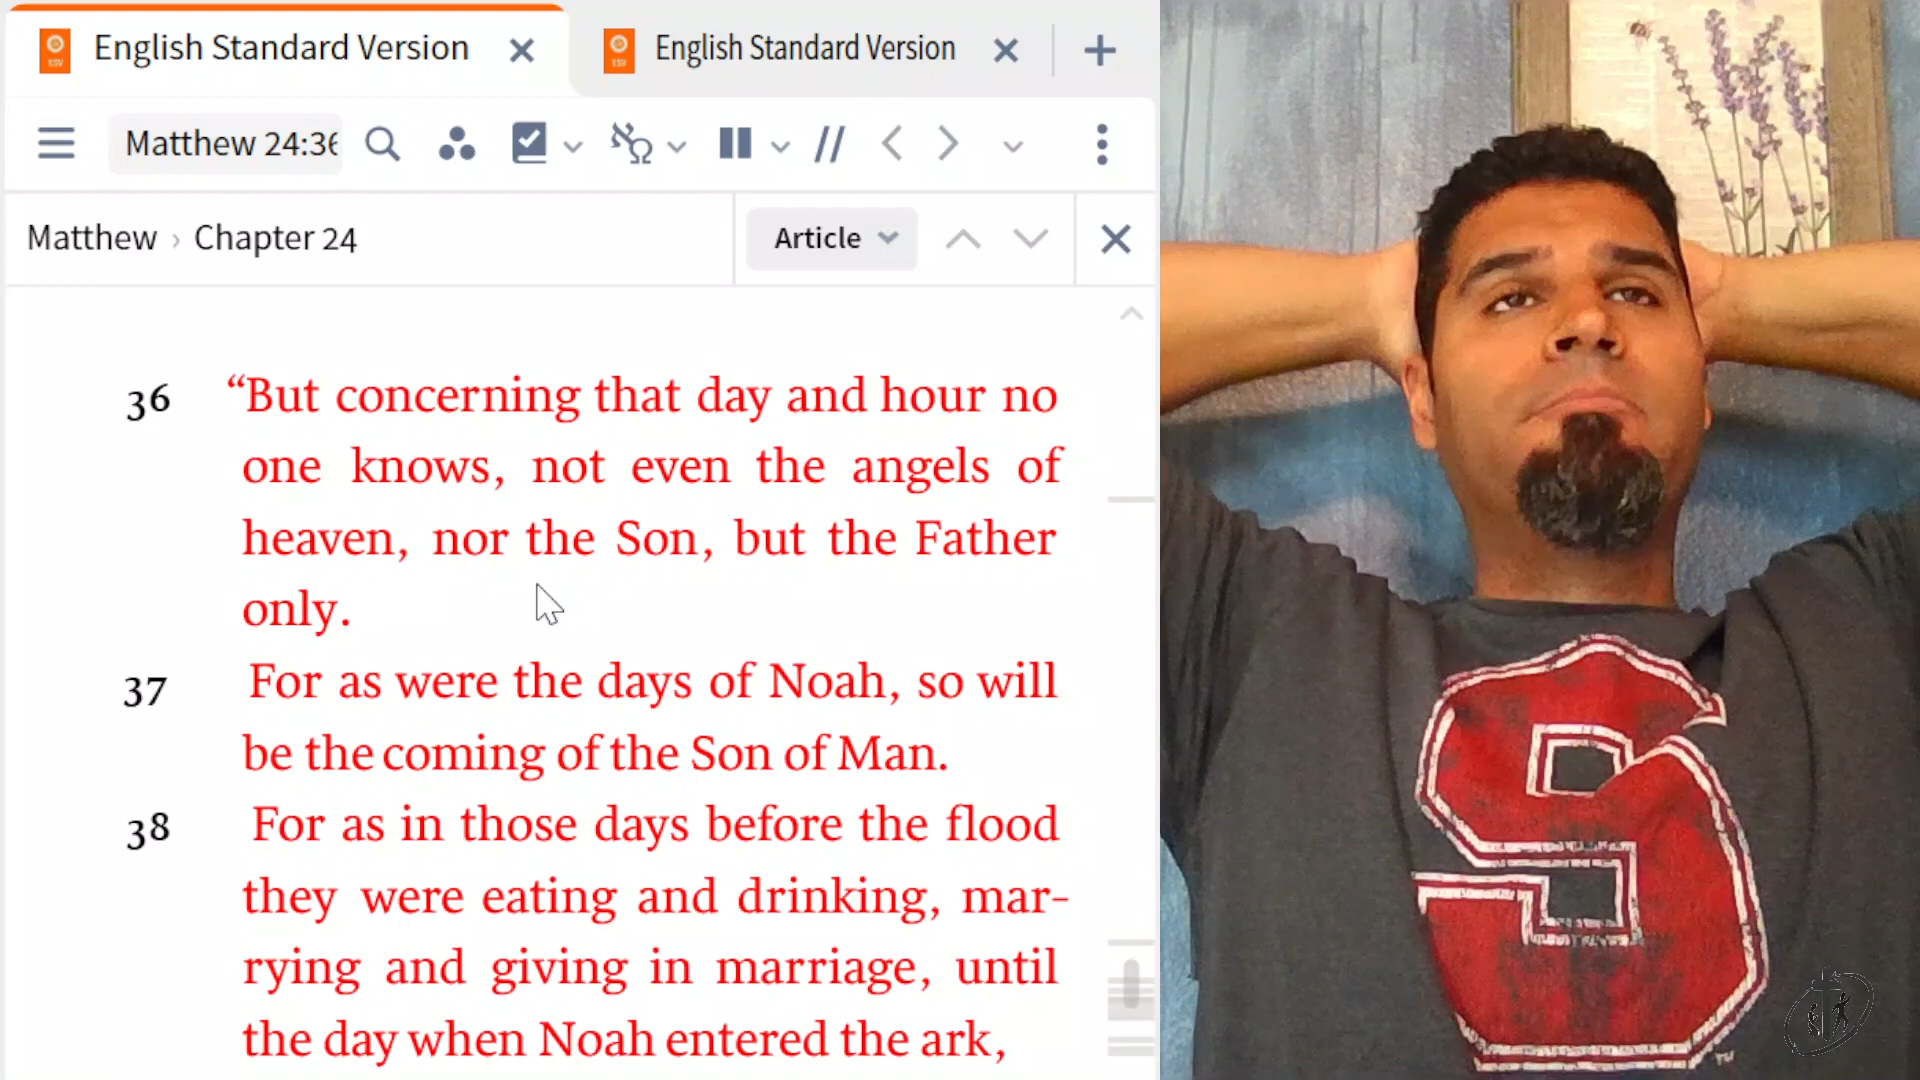 English Standard Version
English Standard Version
Matthew 24:36
Matthew › Chapter 24
Article
36 “But concerning that day and hour no
one knows, not even the angels of
heaven, nor the Son, but the Father
only.
37 For as were the days of Noah, so will
be the coming of the Son of Man.
38 For as in those days before the flood
they were eating and drinking, mar-
rying and giving in marriage, until
the day when Noah entered the ark,
S
TM